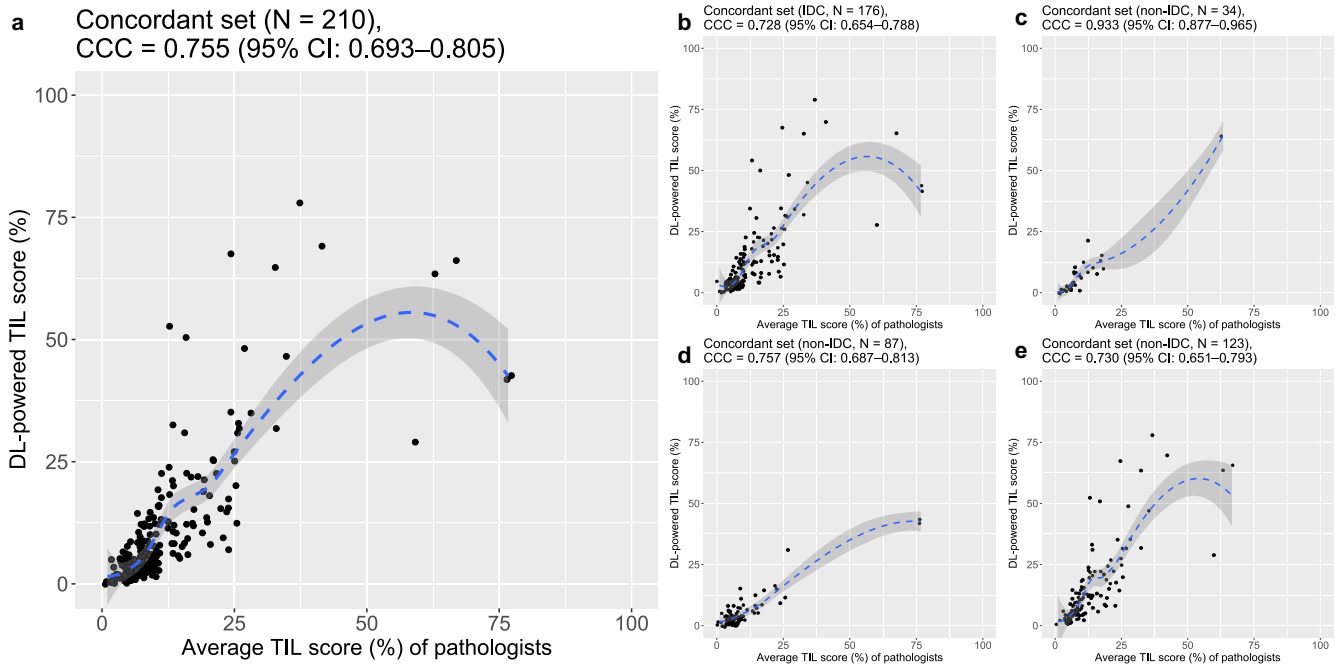 a
Concordant set (N = 210),
CCC = 0.755 (95% CI: 0.693–0.805)
100
75
50
25
0
DL-powered TIL score (%)
0
25
50
75
100
Average TIL score (%) of pathologists
b
Concordant set (IDC, N = 176)
CCC = 0.728 (95% CI: 0.654–0.788)
100
75
50
25
0
DL-powered TIL score (%)
0
25
50
75
100
Average TIL score (%) of pathologists
c
Concordant set (non-IDC, N = 34),
CCC = 0.933 (95% CI: 0.877–0.965)
100
75
50
25
0
DL-powered TIL score (%)
0
25
50
75
100
Average TIL score (%) of pathologists
d
Concordant set (non-IDC, N = 87),
CCC = 0.757 (95% CI: 0.687–0.813)
100
75
50
25
0
DL-powered TIL score (%)
0
25
50
75
100
Average TIL score (%) of pathologists
e
Concordant set (non-IDC, N = 123),
CCC = 0.730 (95% CI: 0.651–0.793)
100
75
50
25
0
DL-powered TIL score (%)
0
25
50
75
100
Average TIL score (%) of pathologists